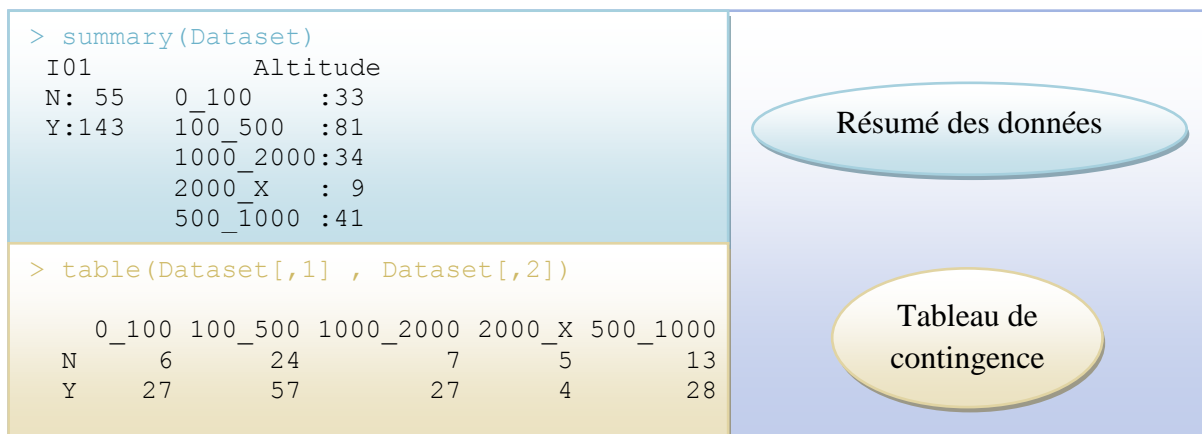 > summary(Dataset)
I01 Altitude
N: 55 0_100 :33
Y:143 100_500 :81
1000_2000:34
2000_X : 9
500_1000 :41
Résumé des données
> table(Dataset[,1] , Dataset[,2])
0_100 100_500 1000_2000 2000_X 500_1000
N 6 24 7 5 13
Y 27 57 27 4 28
Tableau de
contingence